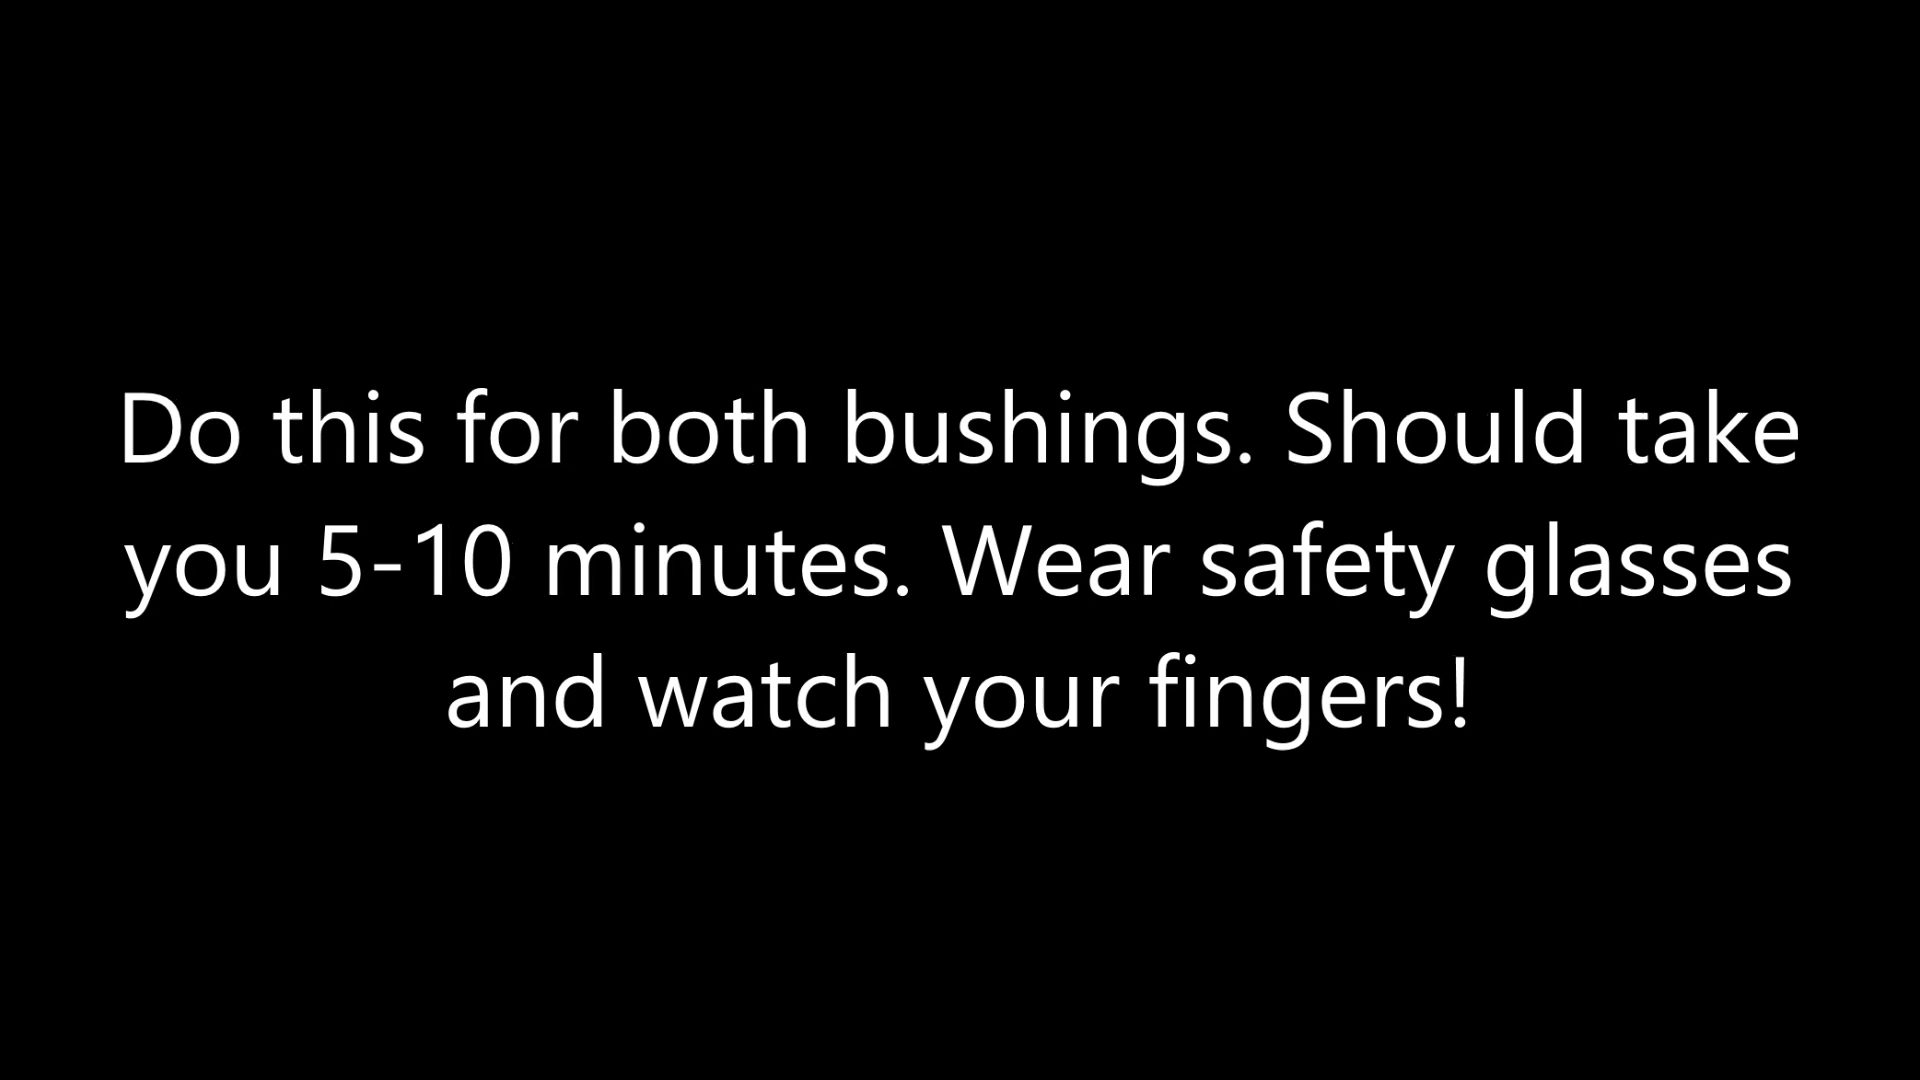 Do this for both bushings. Should take
you 5-10 minutes. Wear safety glasses
and watch your fingers!